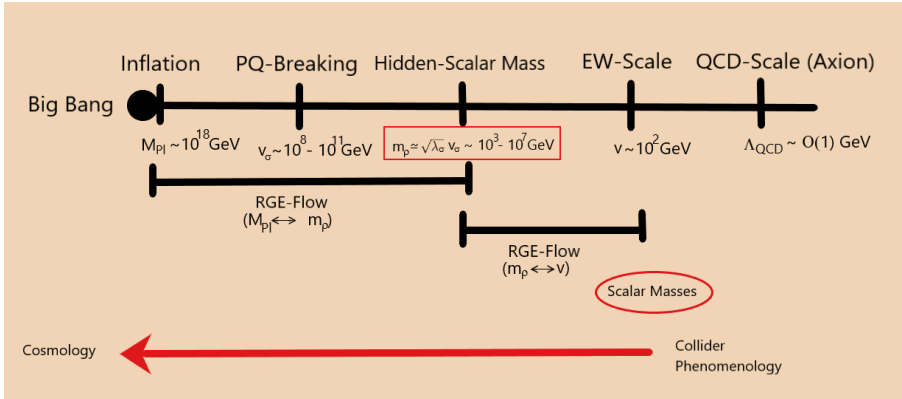 Inflation
PQ-Breaking
Hidden-Scalar Mass
EW-Scale
QCD-Scale (Axion)
Big Bang
M_Pl ~ 10^18 GeV
v_σ ~ 10^8 - 10^11 GeV
m_ρ ≃ √λ_σ v_σ ~ 10^3 - 10^7 GeV
v ~ 10^2 GeV
Λ_QCD ~ O(1) GeV
RGE-Flow
(M_Pl ↔ m_ρ)
RGE-Flow
(m_ρ ↔ v)
Scalar Masses
Cosmology
Collider
Phenomenology